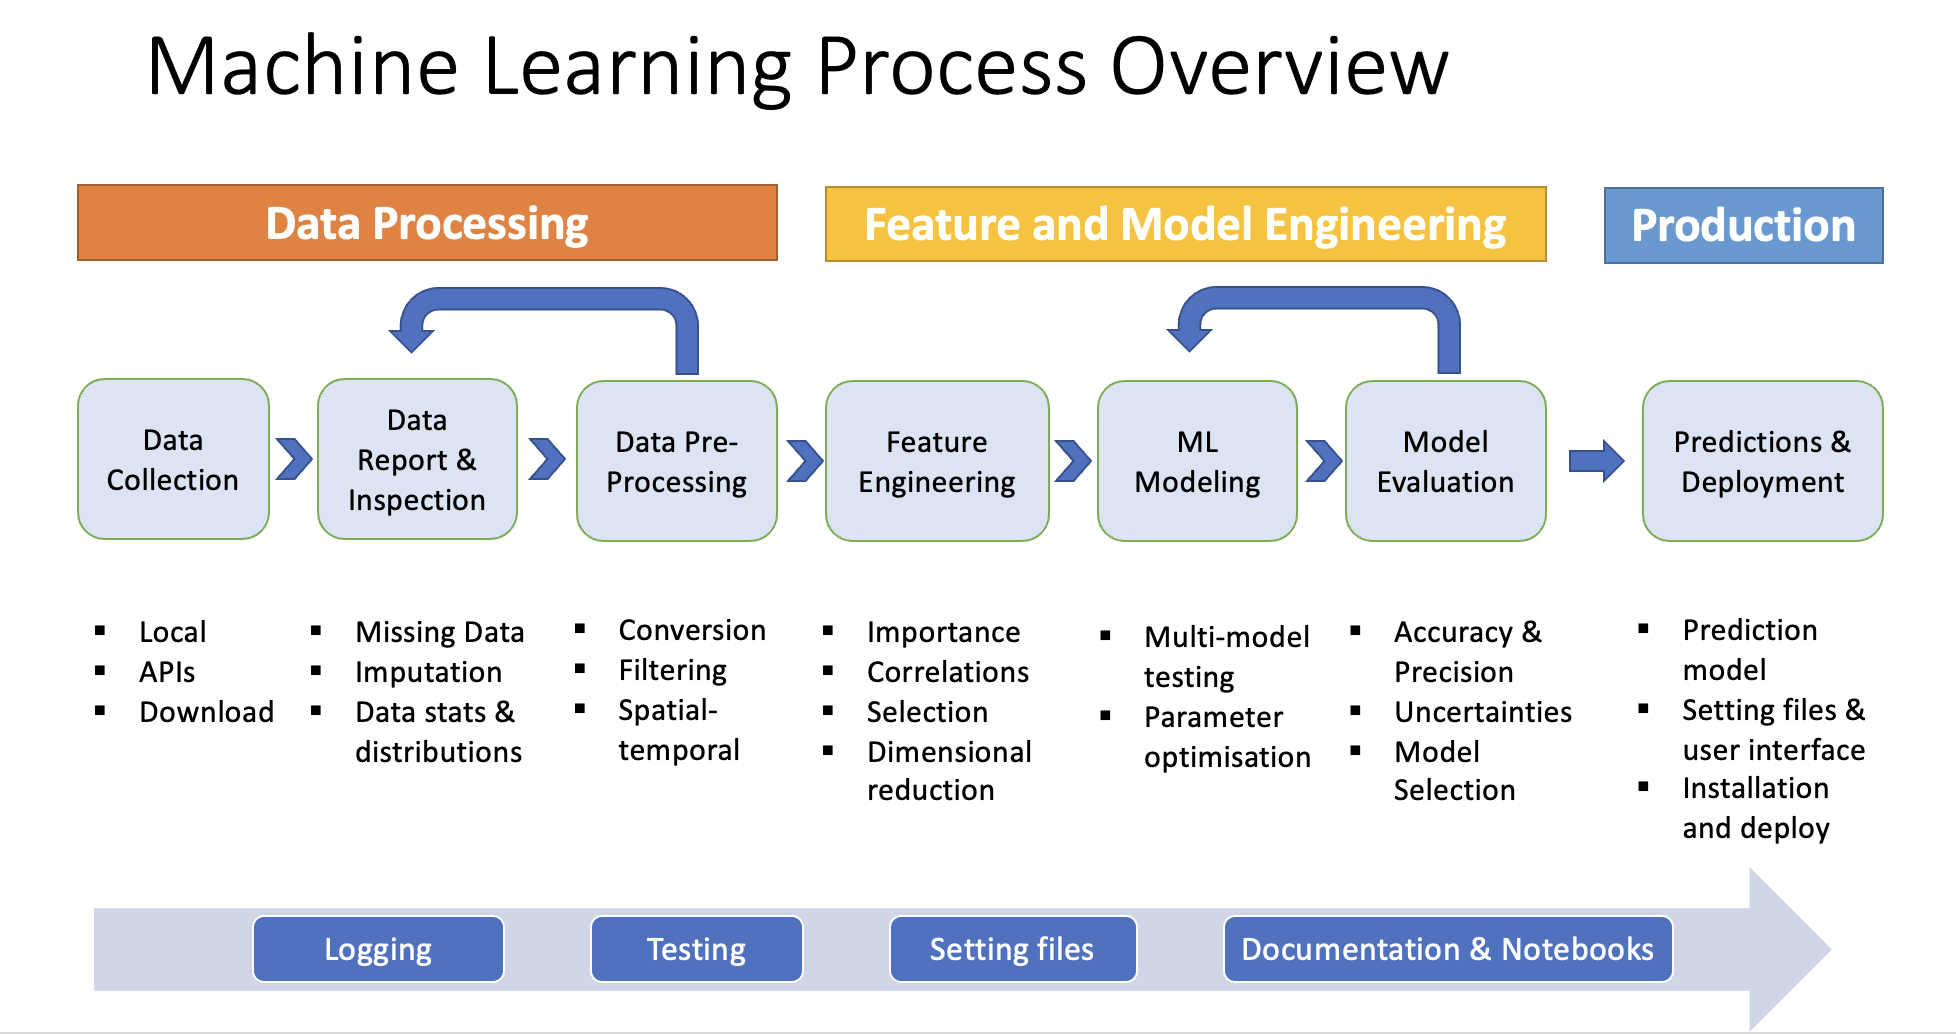 Machine Learning Process Overview
Data Processing
Feature and Model Engineering
Production
Data
Collection
Data
Report &
Inspection
Data Pre-
Processing
Feature
Engineering
ML
Modeling
Model
Evaluation
Predictions &
Deployment
▪ Local
▪ APIs
▪ Download
▪ Missing Data
▪ Imputation
▪ Data stats &
distributions
▪ Conversion
▪ Filtering
▪ Spatial-
temporal
▪ Importance
▪ Correlations
▪ Selection
▪ Dimensional
reduction
▪ Multi-model
testing
▪ Parameter
optimisation
▪ Accuracy &
Precision
▪ Uncertainties
▪ Model
Selection
▪ Prediction
model
▪ Setting files &
user interface
▪ Installation
and deploy
Logging
Testing
Setting files
Documentation & Notebooks